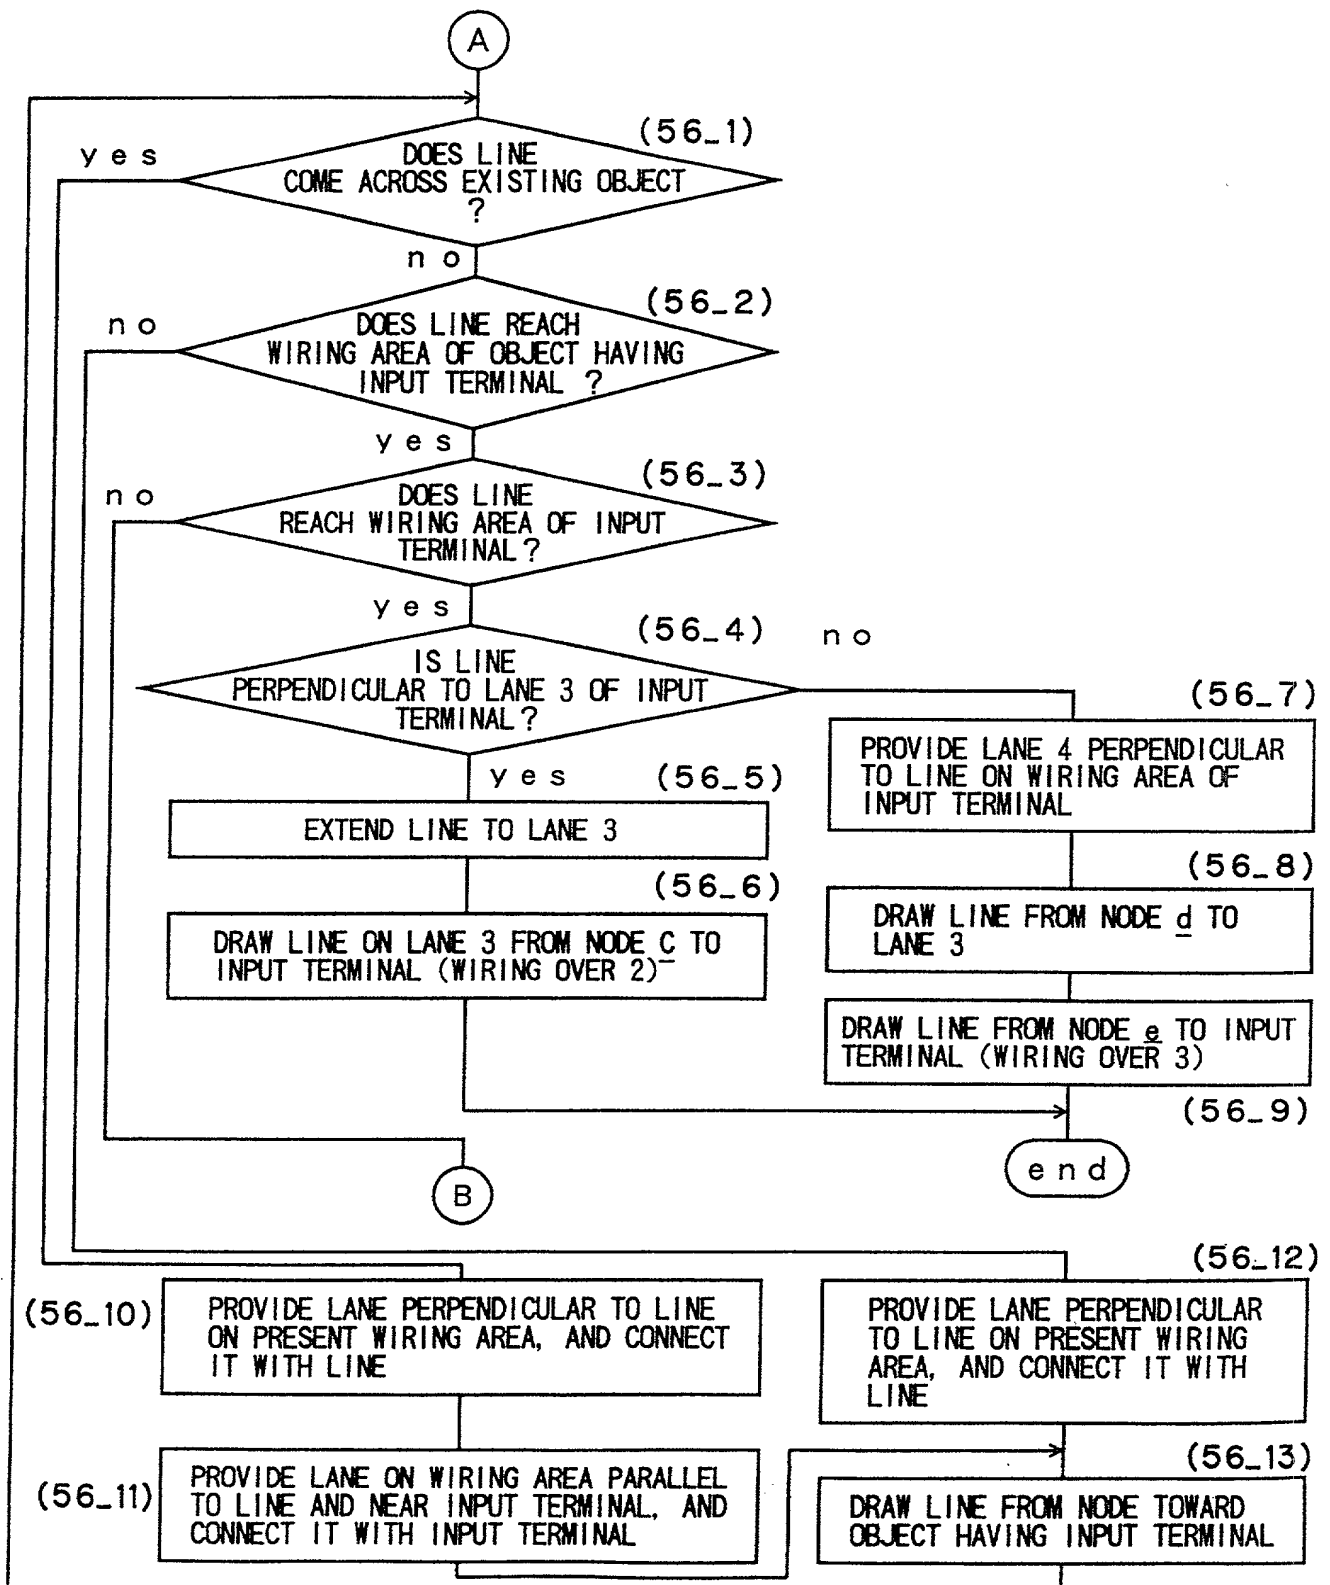 A
(56_1)
yes
DOES LINE
COME ACROSS EXISTING OBJECT
?
no
(56_2)
no
DOES LINE REACH
WIRING AREA OF OBJECT HAVING
INPUT TERMINAL ?
yes
(56_3)
no
DOES LINE
REACH WIRING AREA OF INPUT
TERMINAL?
yes
(56_4)
no
IS LINE
PERPENDICULAR TO LANE 3 OF INPUT
TERMINAL?
yes
(56_5)
EXTEND LINE TO LANE 3
(56_6)
DRAW LINE ON LANE 3 FROM NODE C TO
INPUT TERMINAL (WIRING OVER 2)
(56_7)
PROVIDE LANE 4 PERPENDICULAR
TO LINE ON WIRING AREA OF
INPUT TERMINAL
(56_8)
DRAW LINE FROM NODE d TO
LANE 3
DRAW LINE FROM NODE e TO INPUT
TERMINAL (WIRING OVER 3)
(56_9)
end
B
(56_10)
PROVIDE LANE PERPENDICULAR TO LINE
ON PRESENT WIRING AREA, AND CONNECT
IT WITH LINE
(56_11)
PROVIDE LANE ON WIRING AREA PARALLEL
TO LINE AND NEAR INPUT TERMINAL, AND
CONNECT IT WITH INPUT TERMINAL
(56_12)
PROVIDE LANE PERPENDICULAR
TO LINE ON PRESENT WIRING
AREA, AND CONNECT IT WITH
LINE
(56_13)
DRAW LINE FROM NODE TOWARD
OBJECT HAVING INPUT TERMINAL